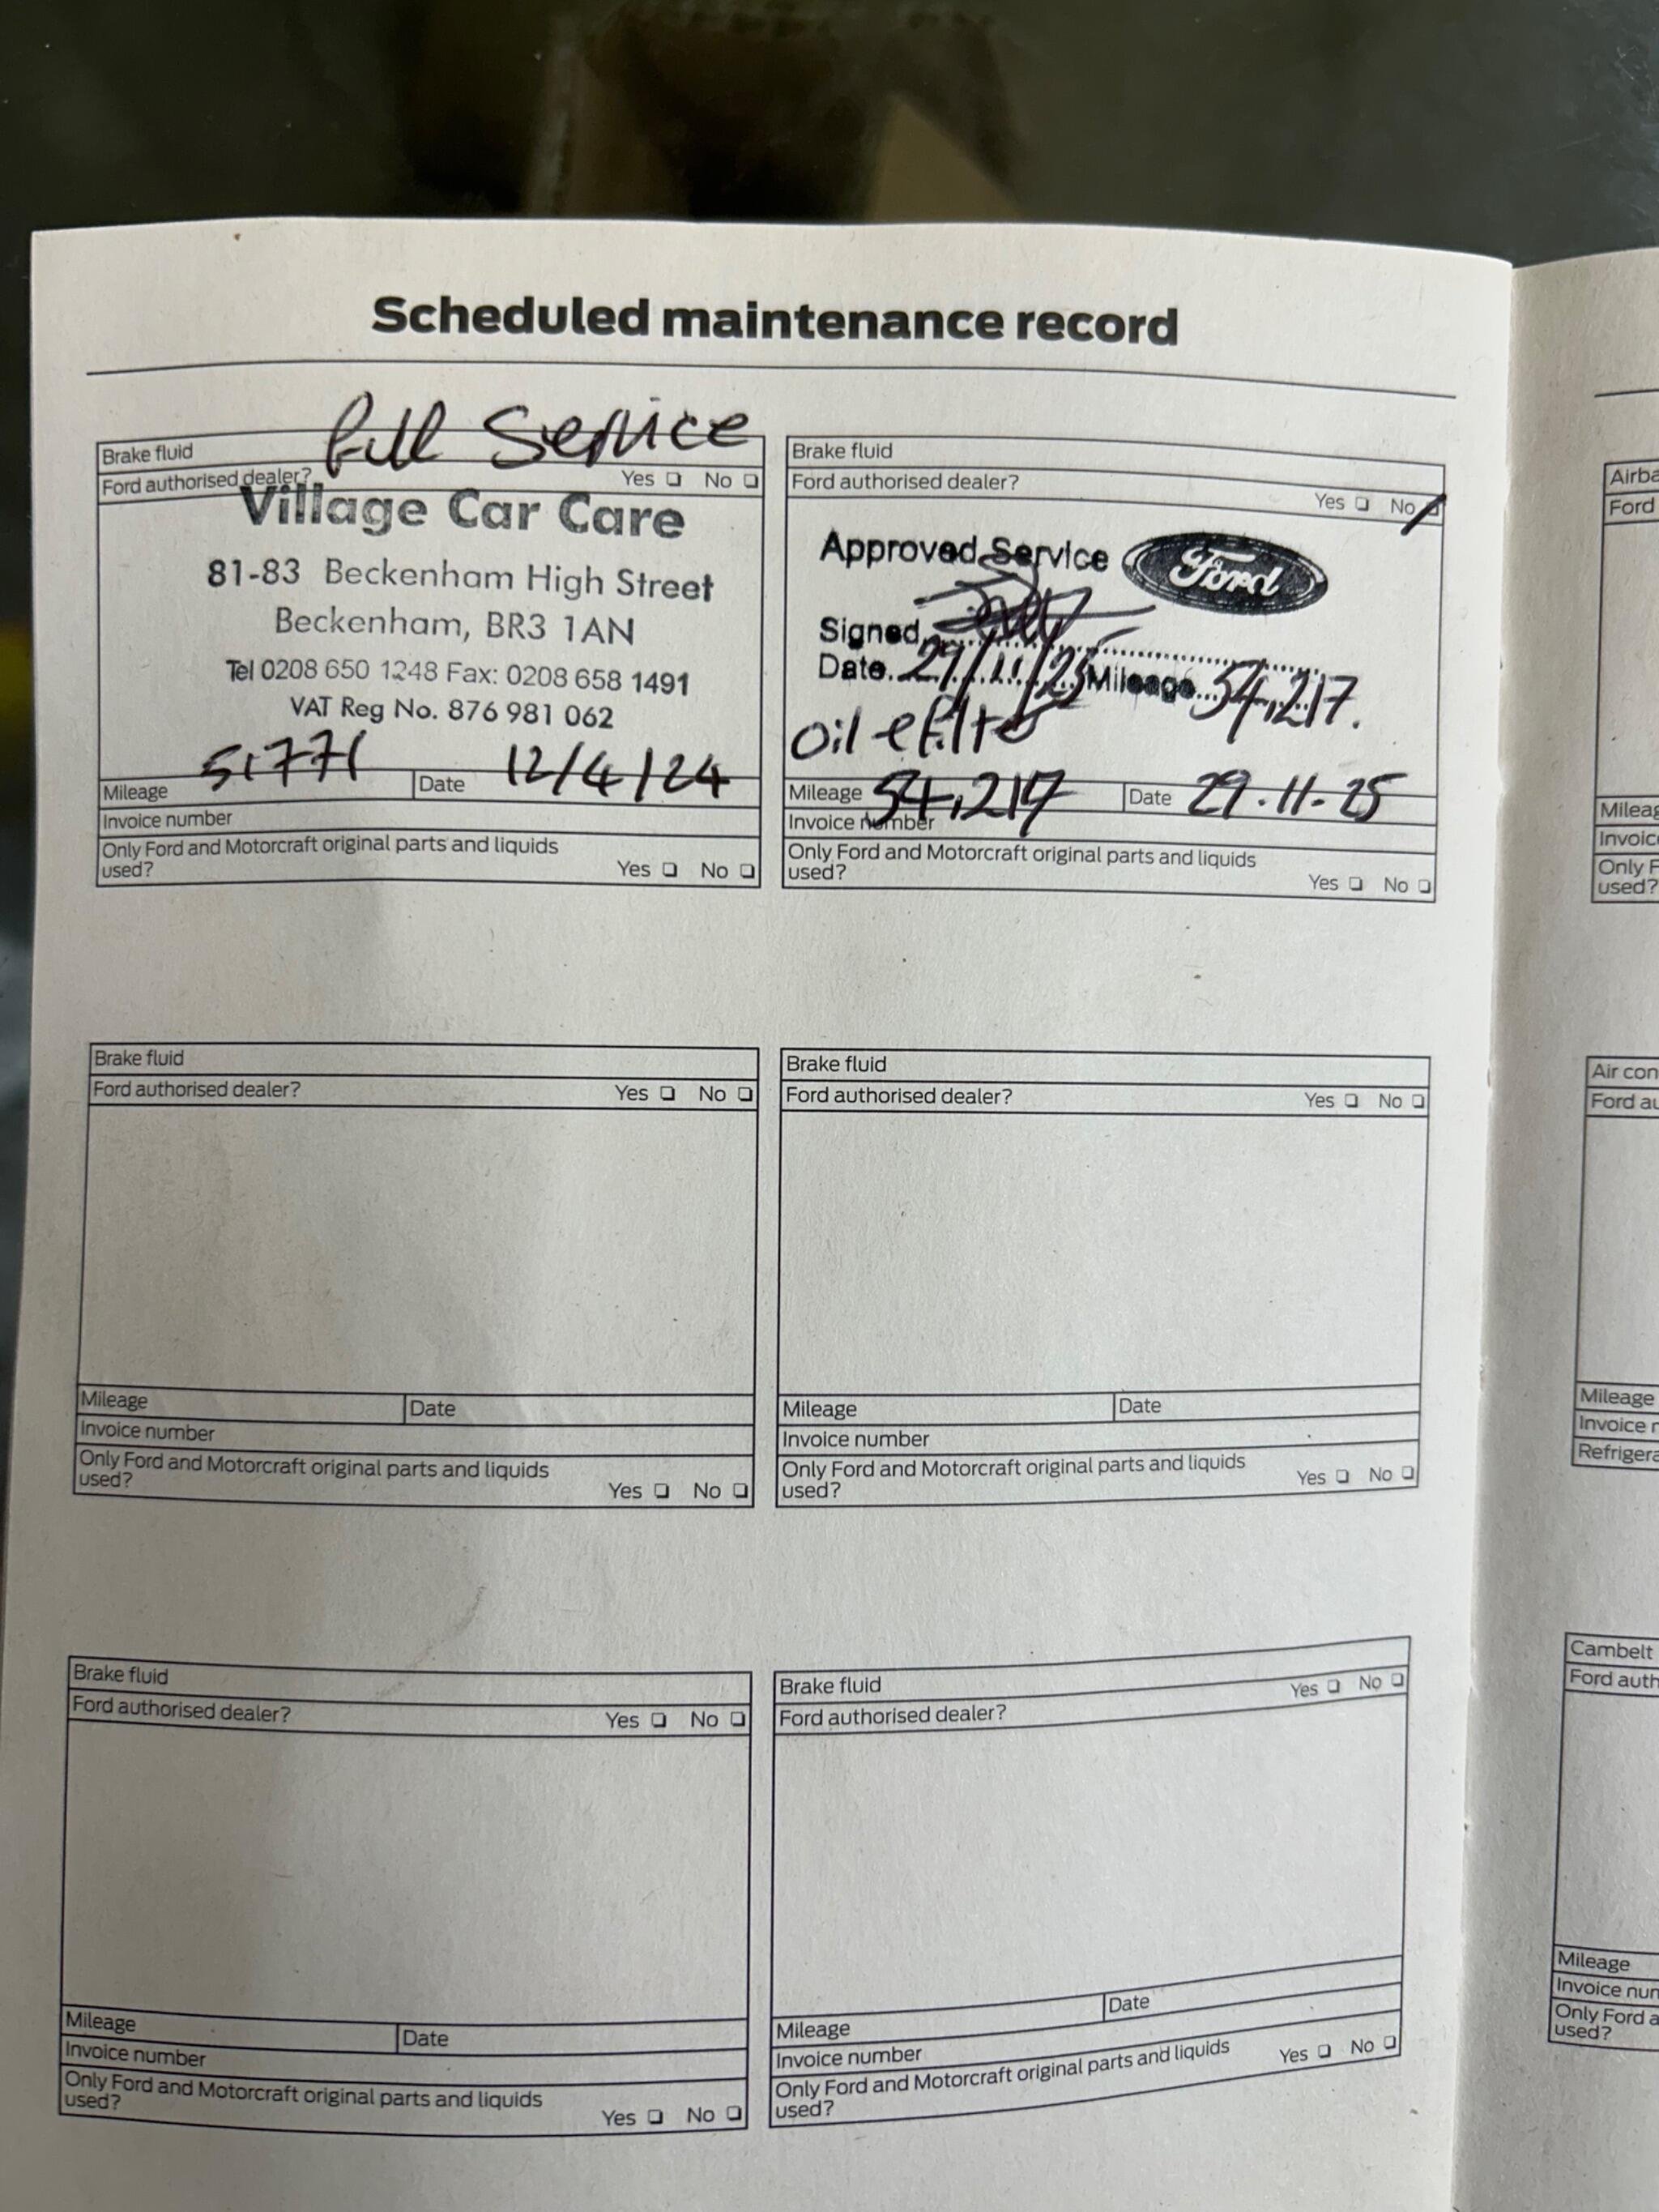 Scheduled maintenance record
full Service
Brake fluid
Ford authorised dealer? Yes No
Village Car Care
81-83 Beckenham High Street
Beckenham, BR3 1AN
Tel 0208 650 1248 Fax: 0208 658 1491
VAT Reg No. 876 981 062
Mileage 51771 Date 12/4/24
Invoice number
Only Ford and Motorcraft original parts and liquids
used? Yes No
Brake fluid
Ford authorised dealer?
Yes No
Approved Service Ford
Signed
Date 29/11/25 Mileage 54,217.
oil e filter
Mileage 54,217 Date 29.11.25
Invoice number
Only Ford and Motorcraft original parts and liquids
used? Yes No
Brake fluid
Ford authorised dealer? Yes No
Mileage Date
Invoice number
Only Ford and Motorcraft original parts and liquids
used? Yes No
Brake fluid
Ford authorised dealer? Yes No
Mileage Date
Invoice number
Only Ford and Motorcraft original parts and liquids
used? Yes No
Brake fluid
Ford authorised dealer? Yes No
Mileage Date
Invoice number
Only Ford and Motorcraft original parts and liquids
used? Yes No
Brake fluid
Ford authorised dealer? Yes No
Mileage Date
Invoice number
Only Ford and Motorcraft original parts and liquids
used? Yes No
Ford
Mileage
used?
Air con
Mileage
Cambelt
Mileage
used?